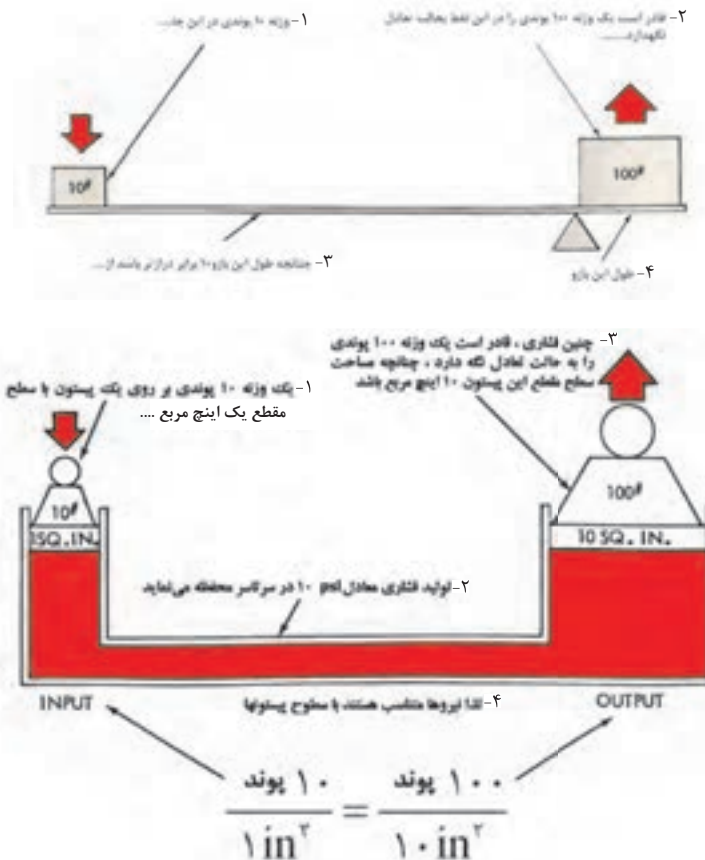 ۱- وزنه ۱۰ پوندی در این حد....
۲- قادر است یک وزنه ۱۰۰ پوندی را در این نقطه بحالت تعادل
نگهدارد.....
10#
100#
۳- چنانچه طول این بازو ۱۰ برابر درازتر باشد از....
۴- طول این بازو
۳- چنین فشاری ، قادر است یک وزنه ۱۰۰ پوندی
را به حالت تعادل نگه دارد ، چنانچه مساحت
سطح مقطع این پیستون ۱۰ اینچ مربع باشد
۱- یک وزنه ۱۰ پوندی بر روی یک پیستون با سطح
مقطع یک اینچ مربع ....
10#
1SQ. IN.
100#
10 SQ. IN.
۲- تولید فشاری معادل 10 psi در سرتاسر محفظه می‌نماید
INPUT
OUTPUT
۴- لذا نیروها متناسب هستند با سطوح پیستونها
۱۰ پوند / ۱ in² = ۱۰۰ پوند / ۱۰ in²